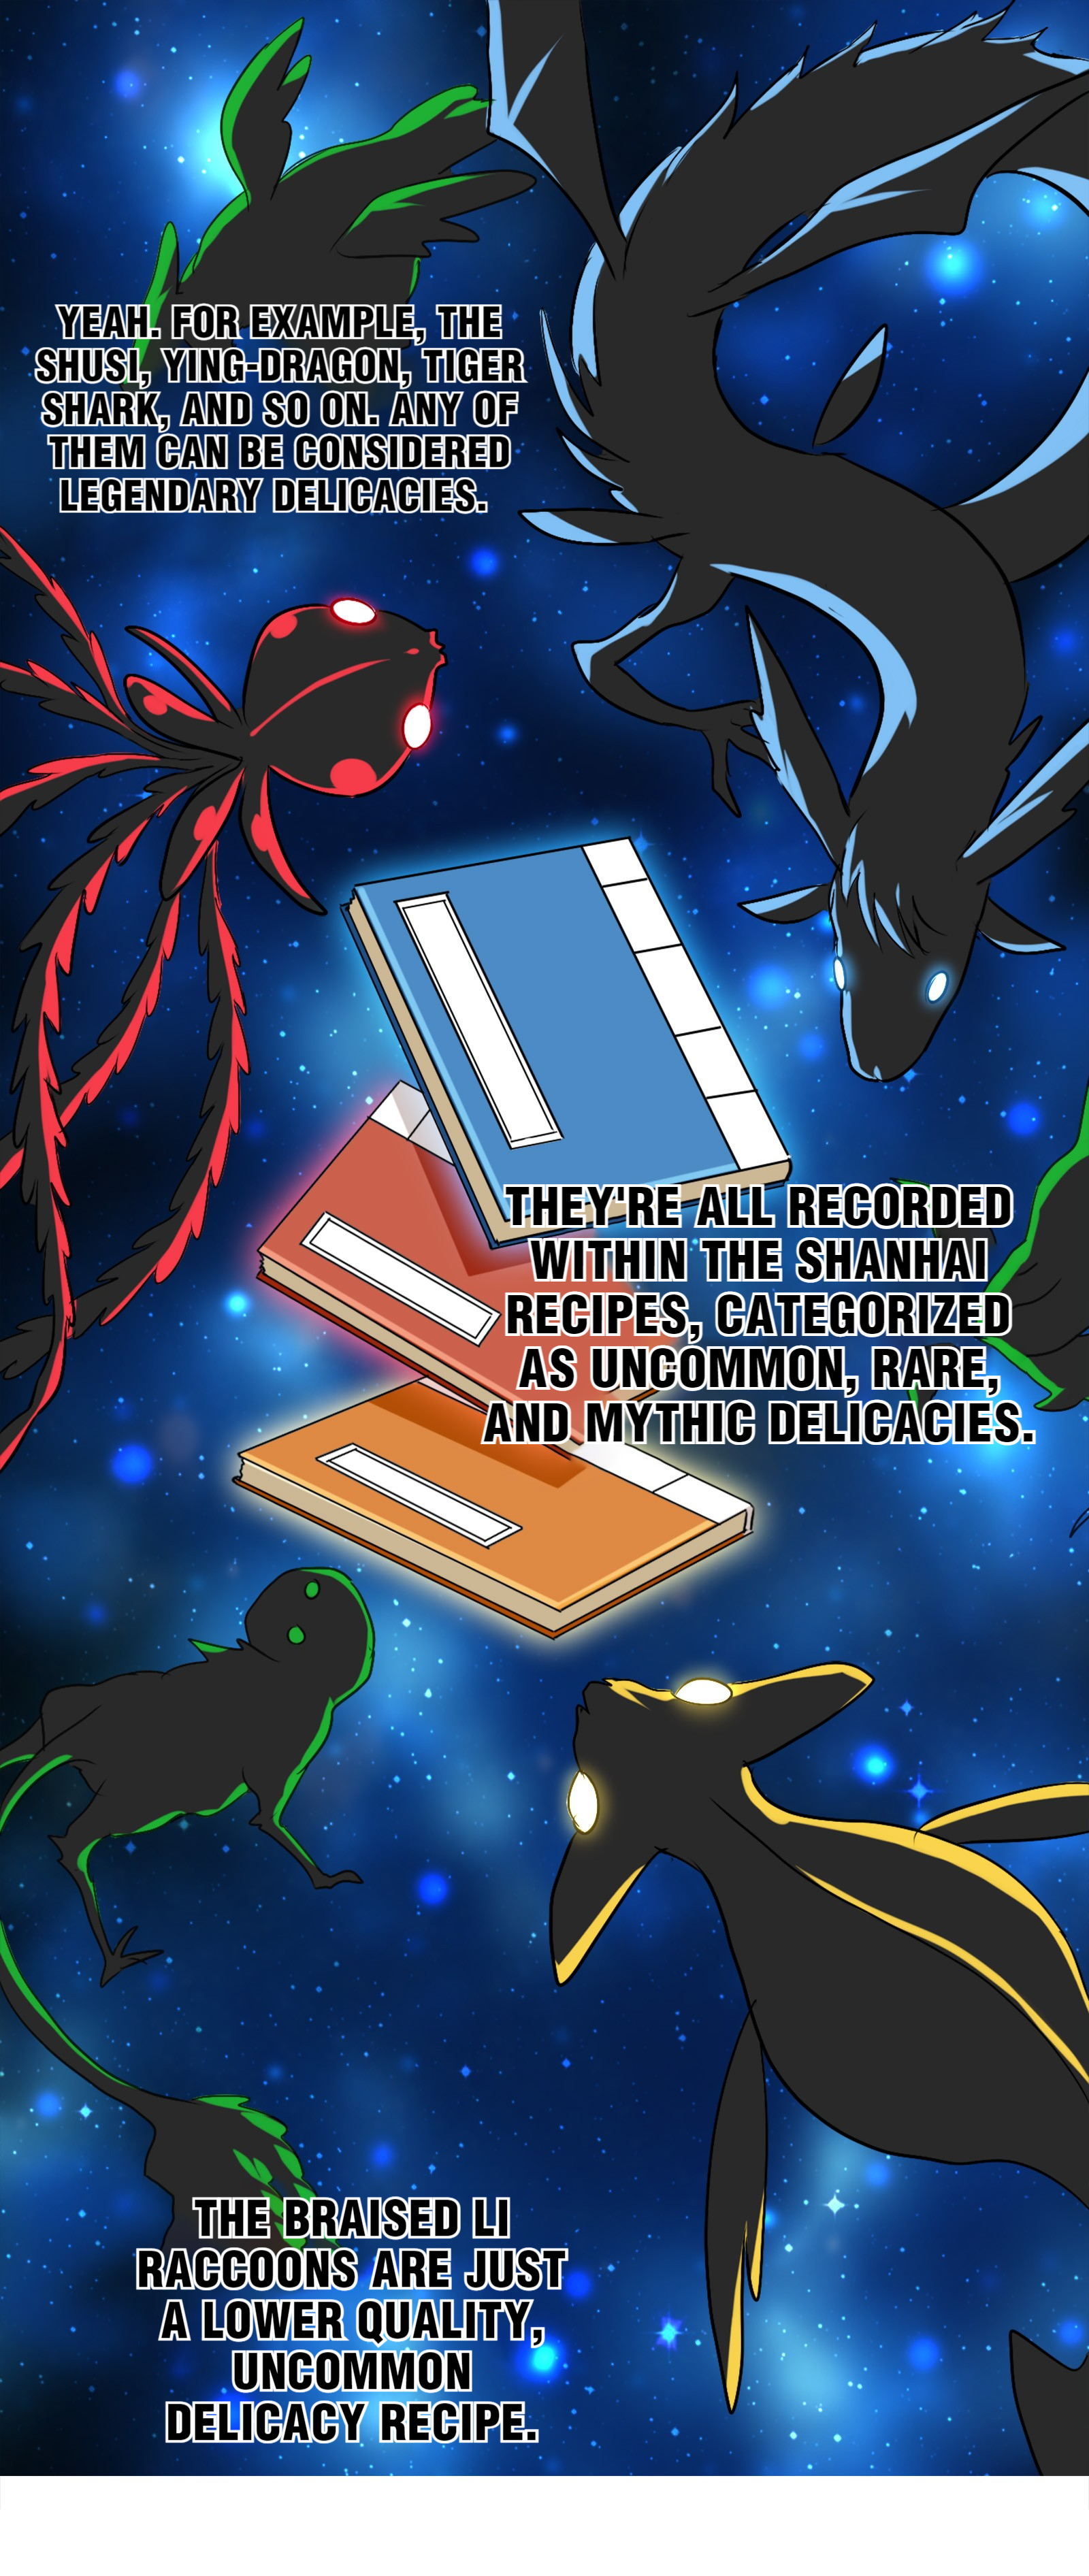 YEAH. FOR EXAMPLE, THE
SHUSI, YING-DRAGON, TIGER
SHARK, AND SO ON. ANY OF
THEM CAN BE CONSIDERED
LEGENDARY DELICACIES.
THEY'RE ALL RECORDED
WITHIN THE SHANHAI
RECIPES, CATEGORIZED
AS UNCOMMON, RARE,
AND MYTHIC DELICACIES.
THE BRAISED LI
RACCOONS ARE JUST
A LOWER QUALITY,
UNCOMMON
DELICACY RECIPE.